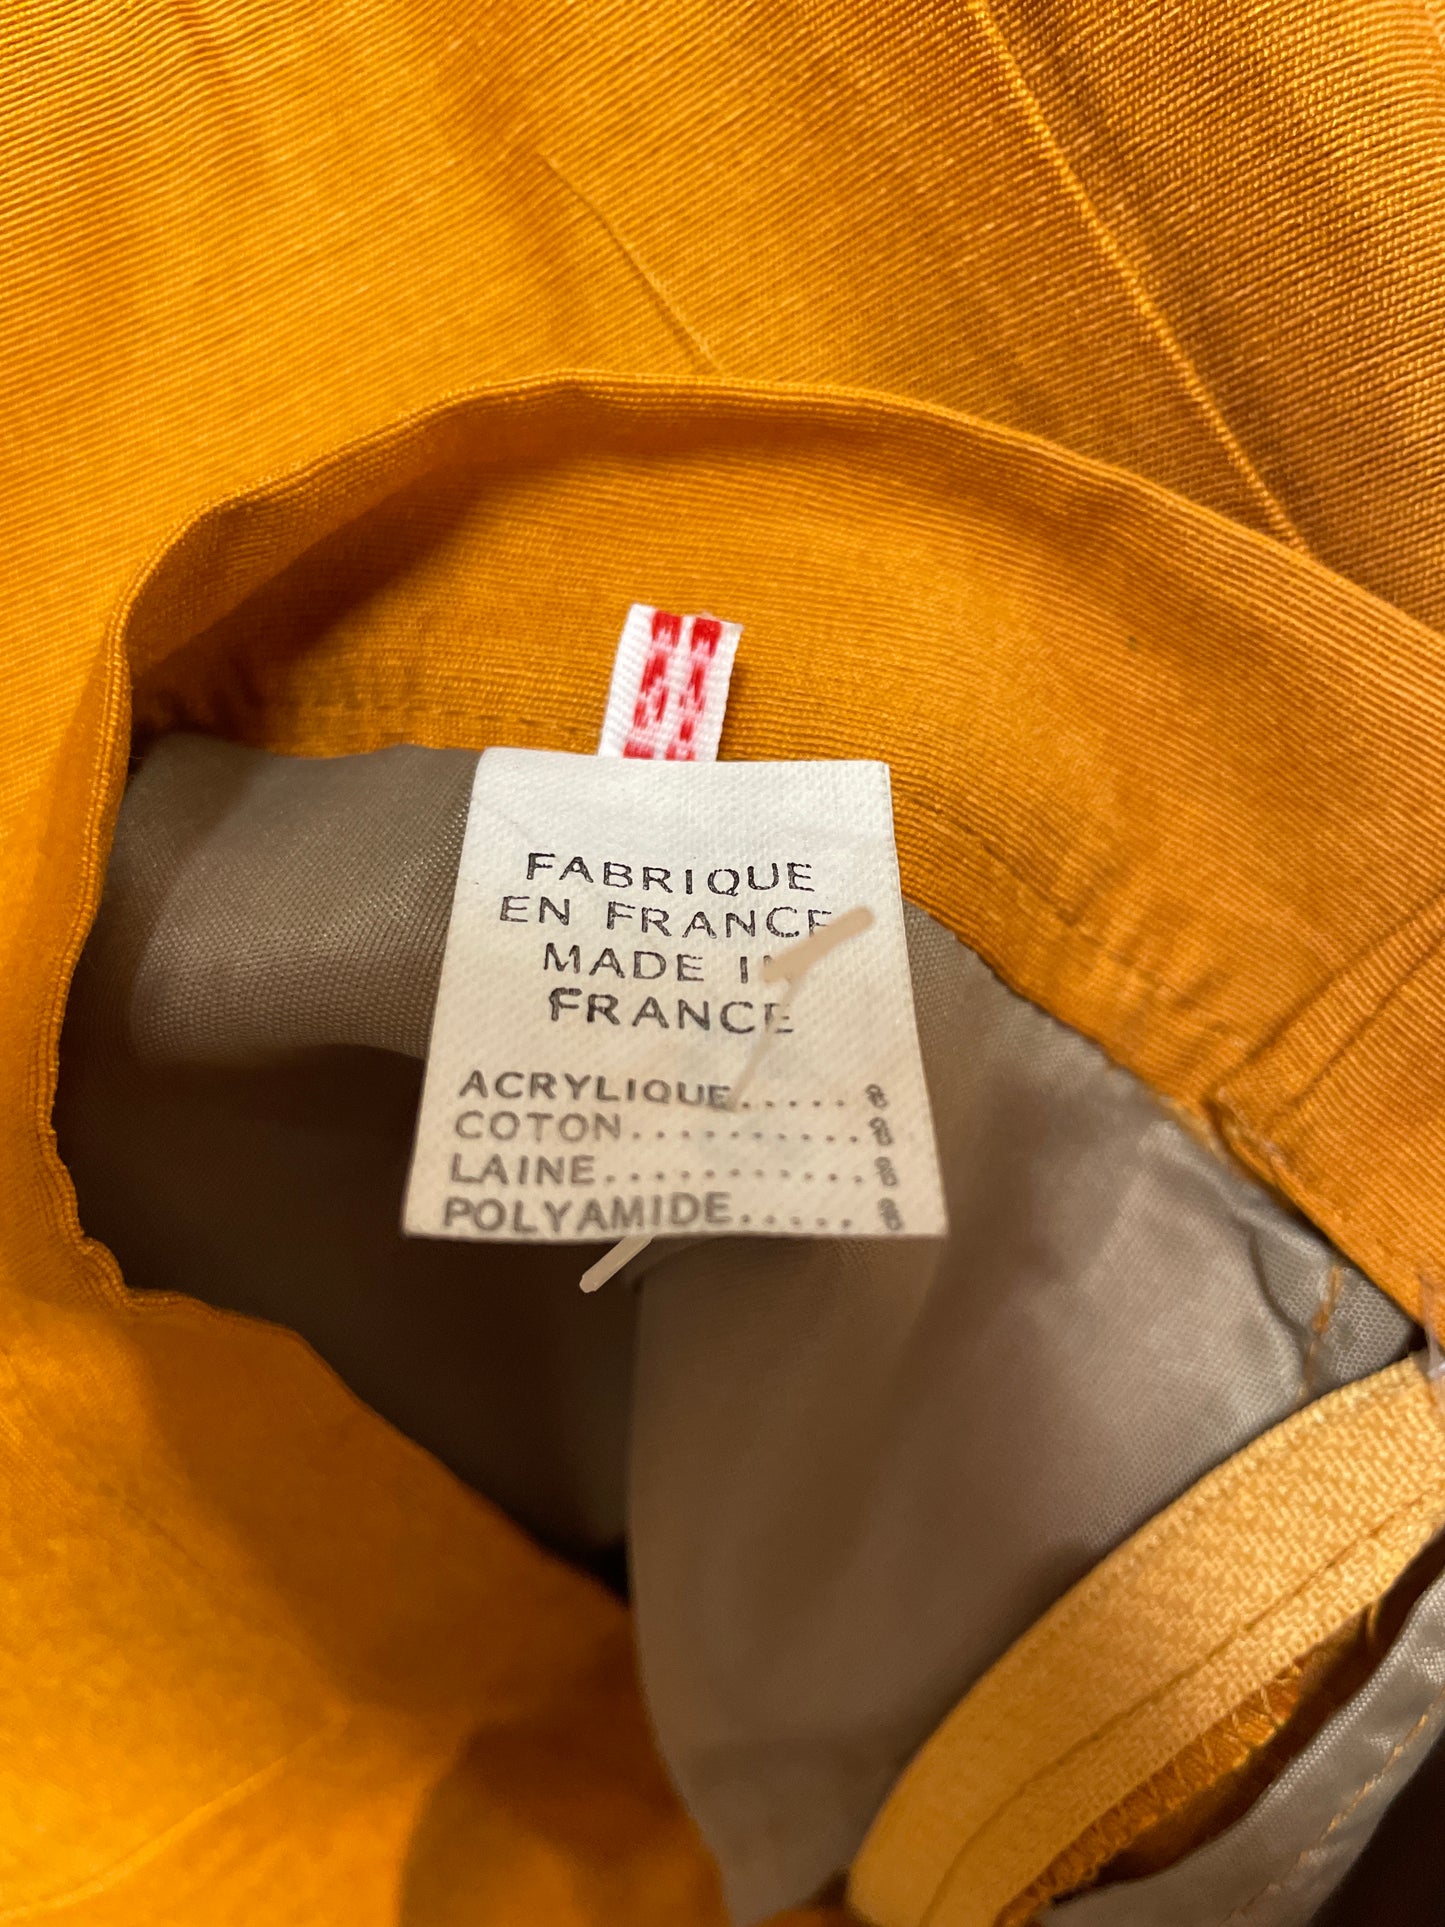 FABRIQUE
EN FRANCE
MADE IN
FRANCE
ACRYLIQUE.....%
COTON...........%
LAINE............%
POLYAMIDE.....%